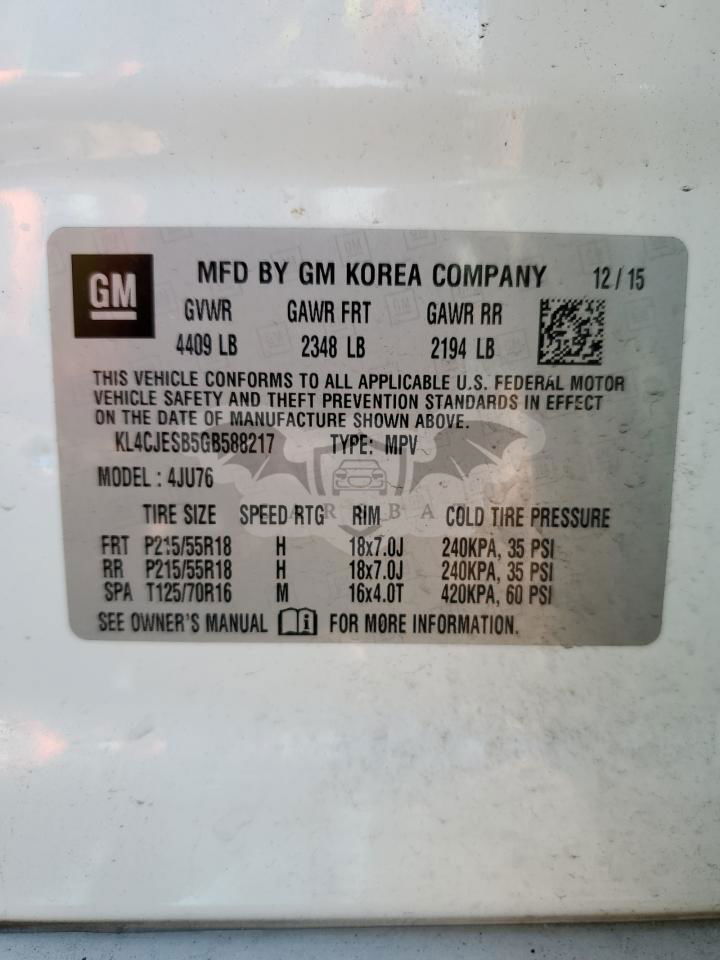 GM MFD BY GM KOREA COMPANY 12/15
GVWR GAWR FRT GAWR RR
4409 LB 2348 LB 2194 LB
THIS VEHICLE CONFORMS TO ALL APPLICABLE U.S. FEDERAL MOTOR
VEHICLE SAFETY AND THEFT PREVENTION STANDARDS IN EFFECT
ON THE DATE OF MANUFACTURE SHOWN ABOVE.
KL4CJESB5GB588217 TYPE: MPV
MODEL : 4JU76
TIRE SIZE SPEED RTG RIM COLD TIRE PRESSURE
FRT P215/55R18 H 18x7.0J 240KPA, 35 PSI
RR P215/55R18 H 18x7.0J 240KPA, 35 PSI
SPA T125/70R16 M 16x4.0T 420KPA, 60 PSI
SEE OWNER'S MANUAL FOR MORE INFORMATION.